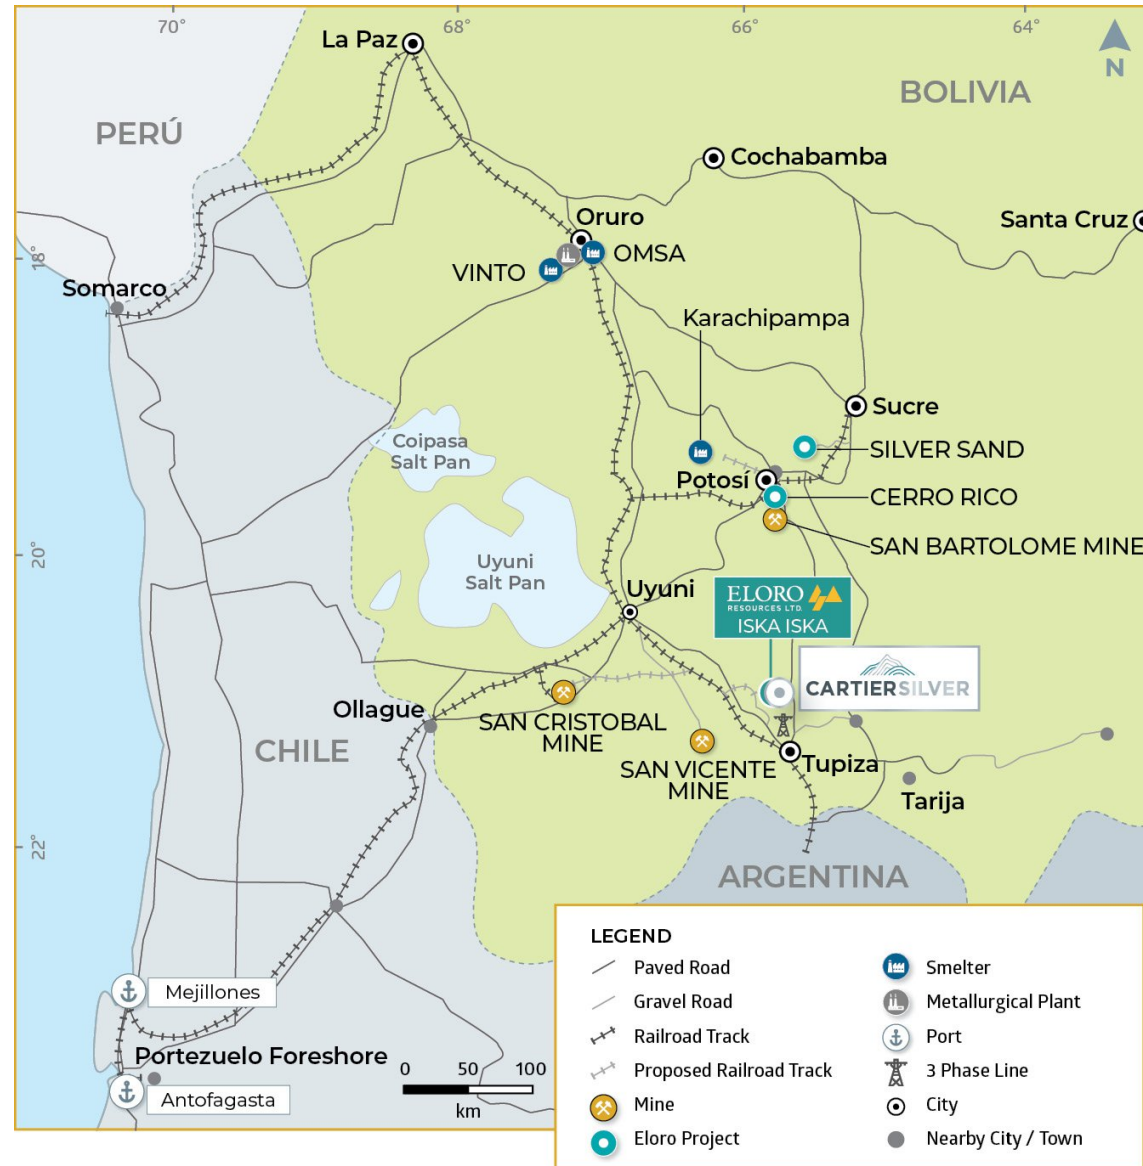 70°
68°
66°
64°
La Paz
N
BOLIVIA
PERÚ
Cochabamba
Santa Cruz
Oruro
OMSA
VINTO
18°
Somarco
Karachipampa
Sucre
Coipasa
Salt Pan
SILVER SAND
Potosí
CERRO RICO
SAN BARTOLOME MINE
20°
Uyuni
Salt Pan
Uyuni
ELORO
RESOURCES LTD.
ISKA ISKA
CARTIERSILVER
Ollague
SAN CRISTOBAL
MINE
CHILE
SAN VICENTE
MINE
Tupiza
Tarija
22°
ARGENTINA
Mejillones
Portezuelo Foreshore
Antofagasta
0 50 100
km
LEGEND
Paved Road
Gravel Road
Railroad Track
Proposed Railroad Track
Mine
Eloro Project
Smelter
Metallurgical Plant
Port
3 Phase Line
City
Nearby City / Town